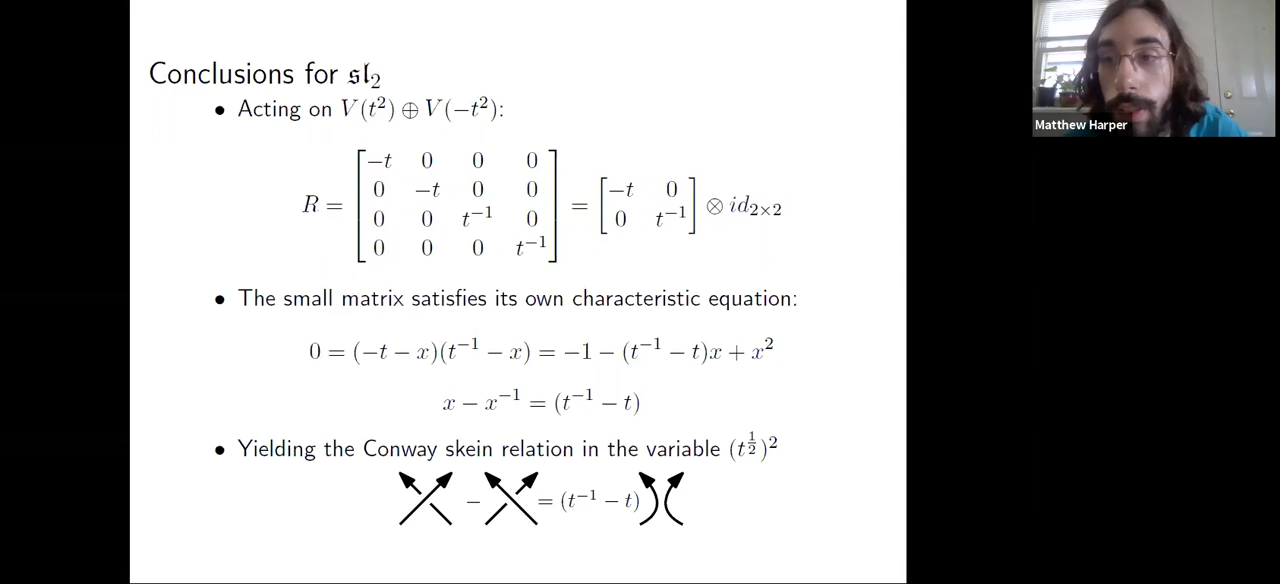 Conclusions for 𝔰𝔩₂
• Acting on V(t²) ⊕ V(−t²):
R = [−t 0 0 0; 0 −t 0 0; 0 0 t⁻¹ 0; 0 0 0 t⁻¹] = [−t 0; 0 t⁻¹] ⊗ id₂ₓ₂
• The small matrix satisfies its own characteristic equation:
0 = (−t − x)(t⁻¹ − x) = −1 − (t⁻¹ − t)x + x²
x − x⁻¹ = (t⁻¹ − t)
• Yielding the Conway skein relation in the variable (t^{1/2})²
− = (t⁻¹ − t)
Matthew Harper